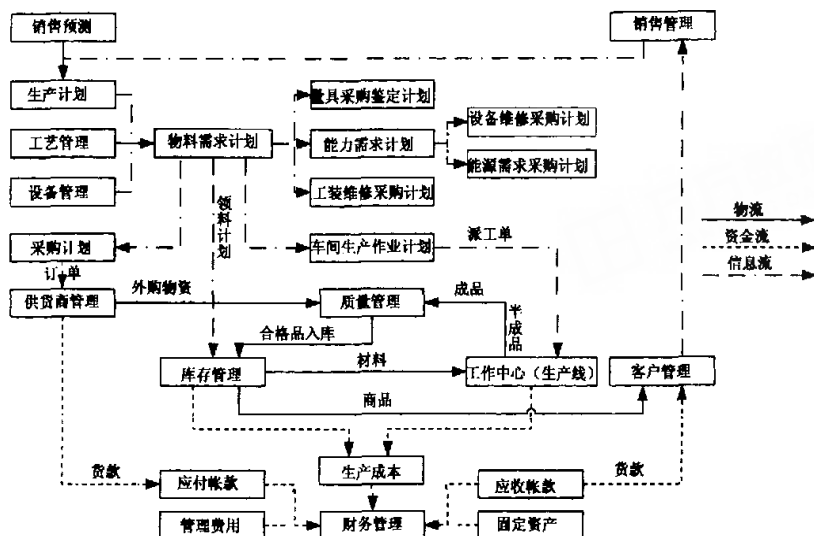 销售预测
销售管理
生产计划
量具采购鉴定计划
设备维修采购计划
工艺管理
物料需求计划
能力需求计划
能源需求采购计划
设备管理
工装维修采购计划
领料计划
物流
资金流
信息流
采购计划
车间生产作业计划
派工单
订单
供货商管理
外购物资
质量管理
成品
半成品
合格品入库
库存管理
材料
工作中心（生产线）
客户管理
商品
生产成本
货款
应付帐款
应收帐款
货款
管理费用
财务管理
固定资产